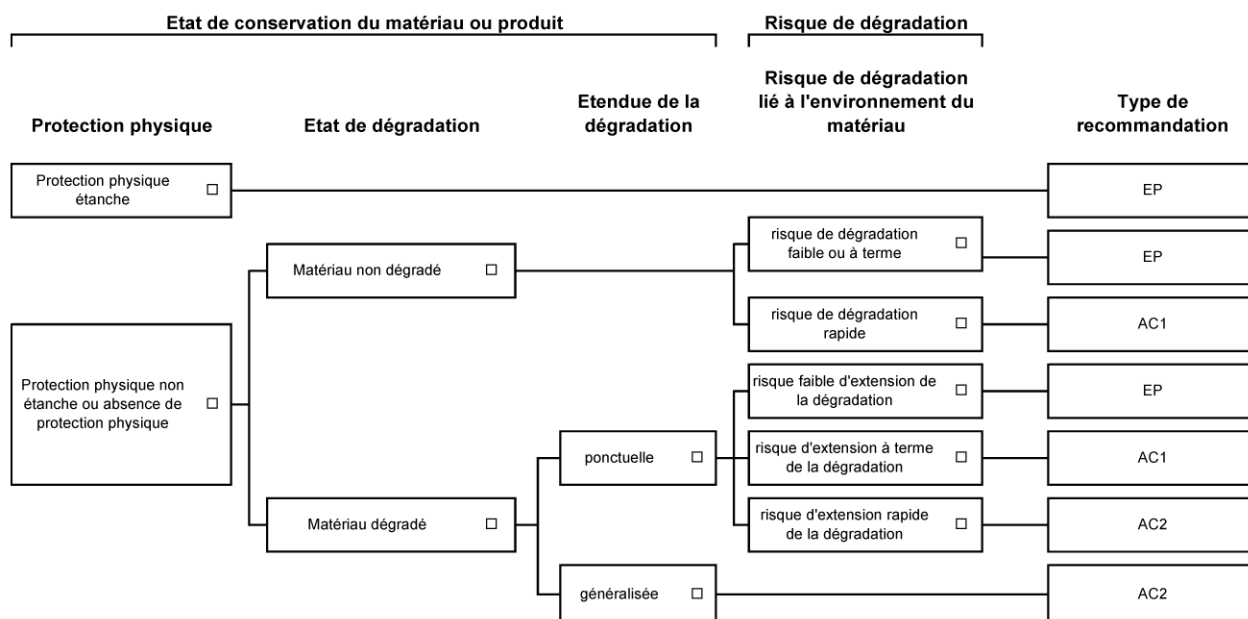 Etat de conservation du matériau ou produit
Risque de dégradation
Protection physique
Etat de dégradation
Etendue de la
dégradation
Risque de dégradation
lié à l'environnement du
matériau
Type de
recommandation
Protection physique
étanche
EP
Matériau non dégradé
risque de dégradation
faible ou à terme
EP
risque de dégradation
rapide
AC1
Protection physique non
étanche ou absence de
protection physique
risque faible d'extension de
la dégradation
EP
ponctuelle
risque d'extension à terme
de la dégradation
AC1
Matériau dégradé
risque d'extension rapide
de la dégradation
AC2
généralisée
AC2